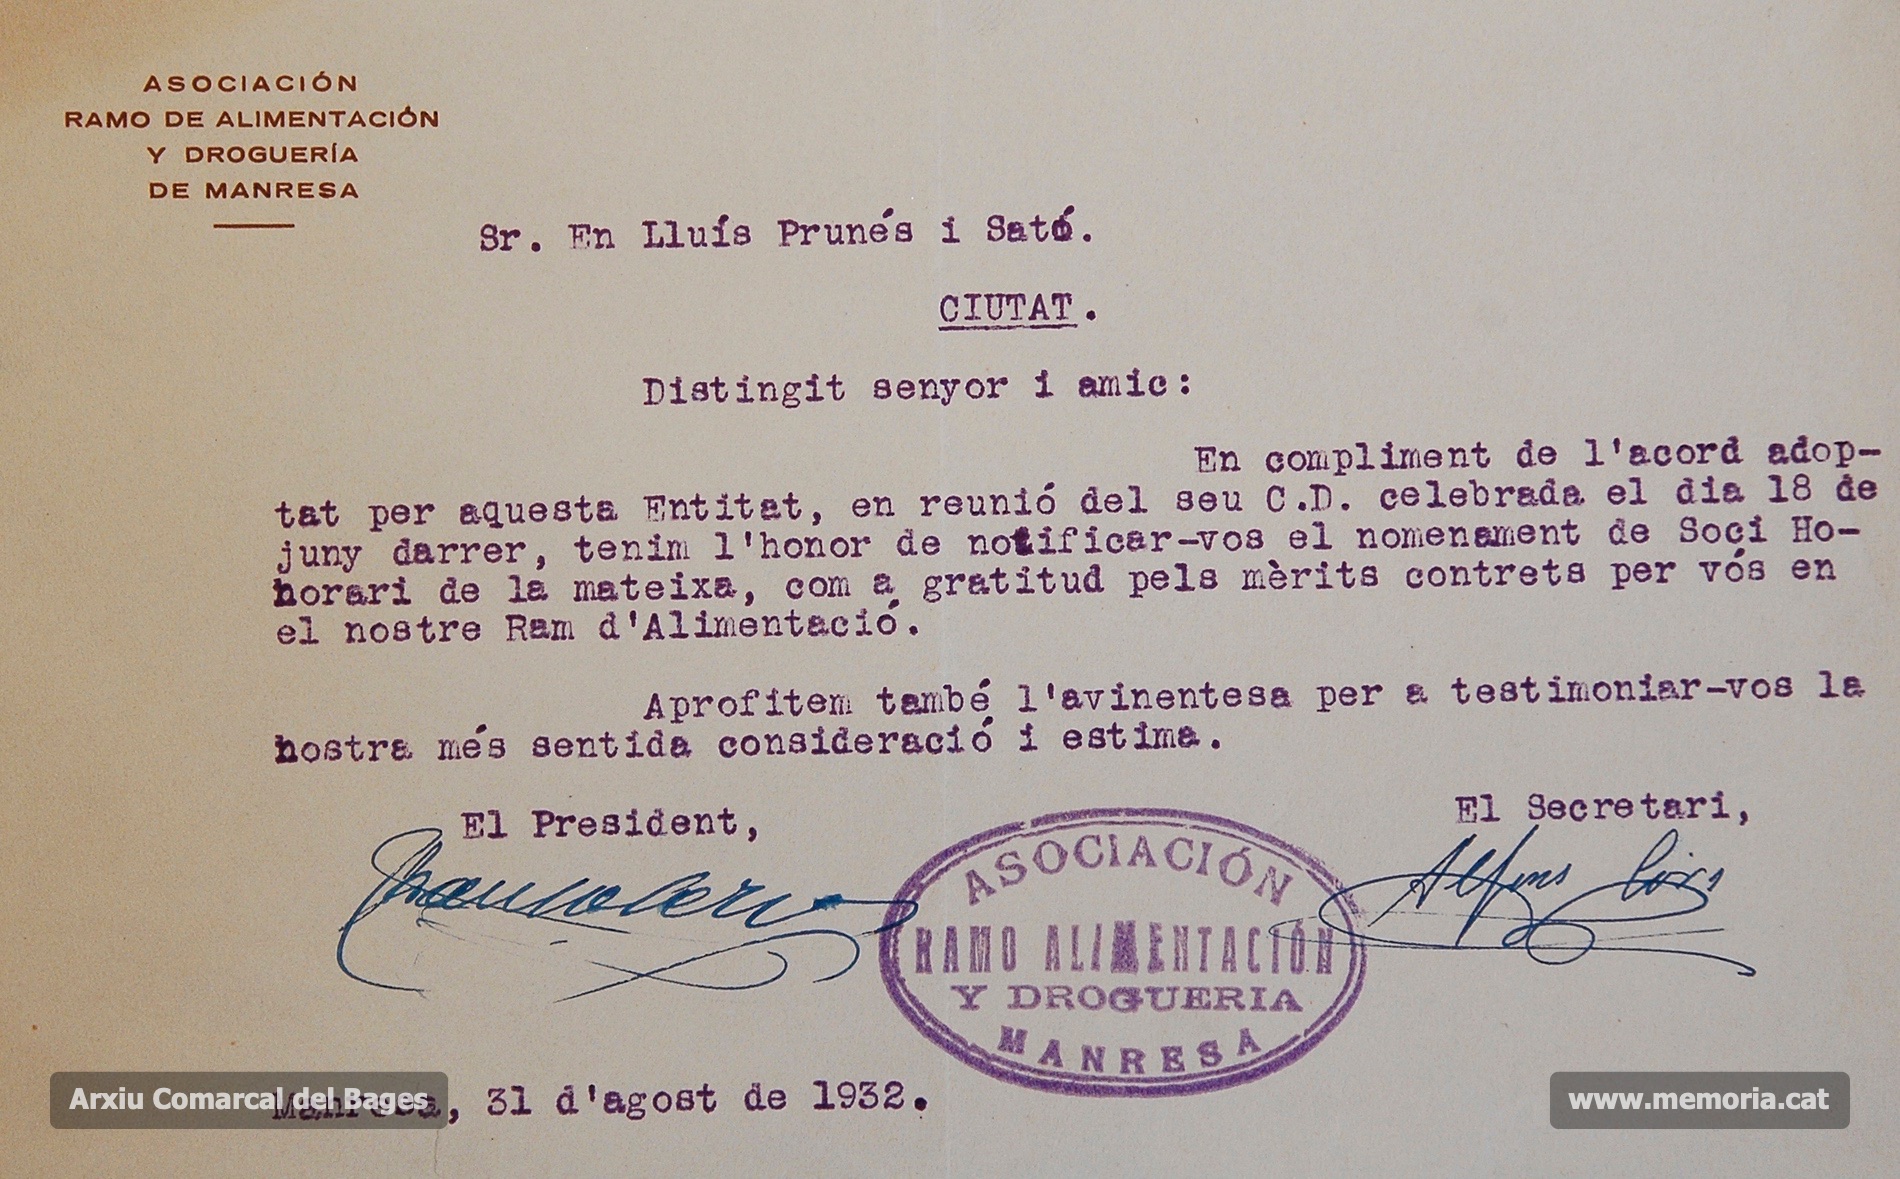 ASOCIACIÓN
RAMO DE ALIMENTACIÓN
Y DROGUERÍA
DE MANRESA
Sr. En Lluís Prunés i Sató.
CIUTAT.
Distingit senyor i amic:
En compliment de l'acord adop-
tat per aquesta Entitat, en reunió del seu C.D. celebrada el dia 18 de
juny darrer, tenim l'honor de notificar-vos el nomenament de Soci Ho-
horari de la mateixa, com a gratitud pels mèrits contrets per vós en
el nostre Ram d'Alimentació.
Aprofitem també l'avinentesa per a testimoniar-vos la
nostra més sentida consideració i estima.
El President,
El Secretari,
Alfons
ASOCIACIÓN
RAMO ALIMENTACIÓN
Y DROGUERIA
MANRESA
Manresa, 31 d'agost de 1932.
Arxiu Comarcal del Bages
www.memoria.cat